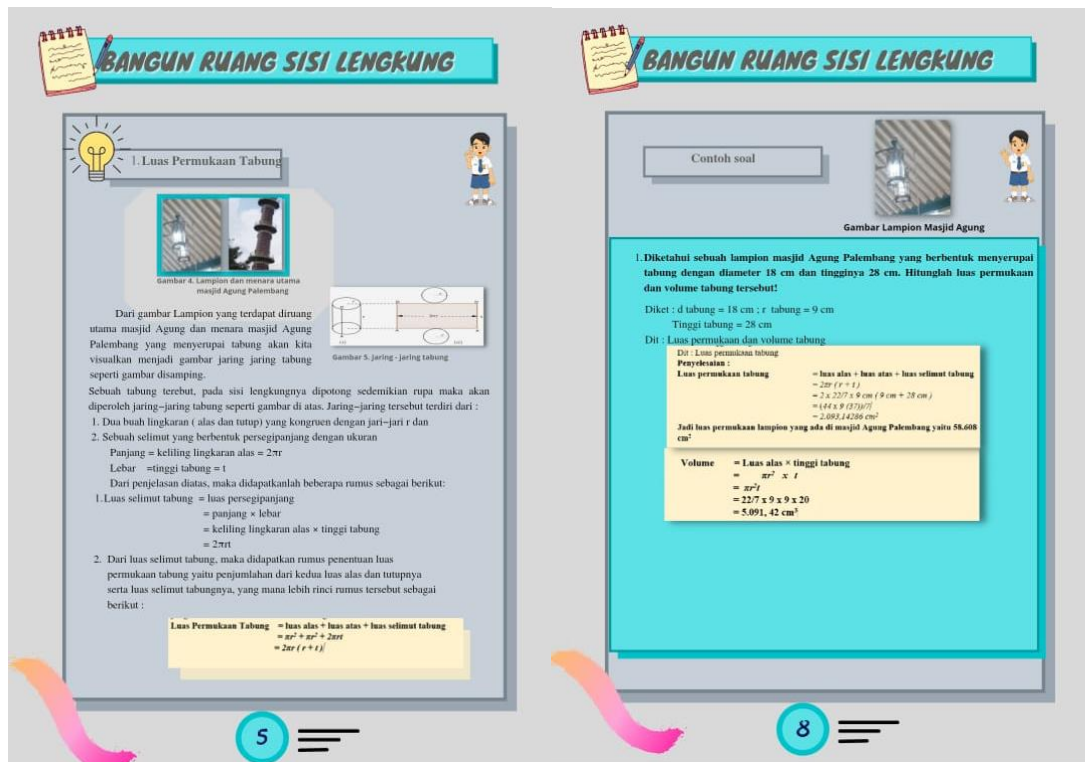 BANGUN RUANG SISI LENGKUNG
1. Luas Permukaan Tabung
Gambar 4. Lampion dan menara utama
masjid Agung Palembang
Dari gambar Lampion yang terdapat diruang
utama masjid Agung dan menara masjid Agung
Palembang yang menyerupai tabung akan kita
visualkan menjadi gambar jaring jaring tabung
seperti gambar disamping.
Gambar 5. Jaring - jaring tabung
Sebuah tabung terebut, pada sisi lengkungnya dipotong sedemikian rupa maka akan
diperoleh jaring–jaring tabung seperti gambar di atas. Jaring–jaring tersebut terdiri dari :
1. Dua buah lingkaran ( alas dan tutup) yang kongruen dengan jari–jari r dan
2. Sebuah selimut yang berbentuk persegipanjang dengan ukuran
Panjang = keliling lingkaran alas = 2πr
Lebar =tinggi tabung = t
Dari penjelasan diatas, maka didapatkanlah beberapa rumus sebagai berikut:
1. Luas selimut tabung = luas persegipanjang
= panjang × lebar
= keliling lingkaran alas × tinggi tabung
= 2πrt
2. Dari luas selimut tabung, maka didapatkan rumus penentuan luas
permukaan tabung yaitu penjumlahan dari kedua luas alas dan tutupnya
serta luas selimut tabungnya, yang mana lebih rinci rumus tersebut sebagai
berikut :
Luas Permukaan Tabung = luas alas + luas atas + luas selimut tabung
= πr² + πr² + 2πrt
= 2πr ( r + t )
5
BANGUN RUANG SISI LENGKUNG
Contoh soal
Gambar Lampion Masjid Agung
1. Diketahui sebuah lampion masjid Agung Palembang yang berbentuk menyerupai
tabung dengan diameter 18 cm dan tingginya 28 cm. Hitunglah luas permukaan
dan volume tabung tersebut!
Diket : d tabung = 18 cm ; r tabung = 9 cm
Tinggi tabung = 28 cm
Dit : Luas permukaan dan volume tabung
Dit : Luas permukaan tabung
Penyelesaian :
Luas permukaan tabung = luas alas + luas atas + luas selimut tabung
= 2πr ( r + t )
= 2 x 22/7 x 9 cm ( 9 cm + 28 cm )
= (44 x 9 (37))/7
= 2.093,14286 cm²
Jadi luas permukaan lampion yang ada di masjid Agung Palembang yaitu 58.608
cm²
Volume = Luas alas × tinggi tabung
= πr² x t
= πr²t
= 22/7 x 9 x 9 x 20
= 5.091, 42 cm³
8